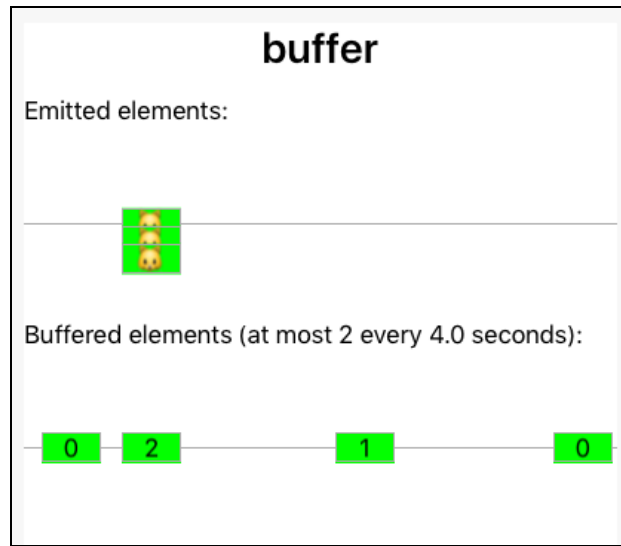 buffer
Emitted elements:
🐱
🐱
🐱
Buffered elements (at most 2 every 4.0 seconds):
0 2 1 0